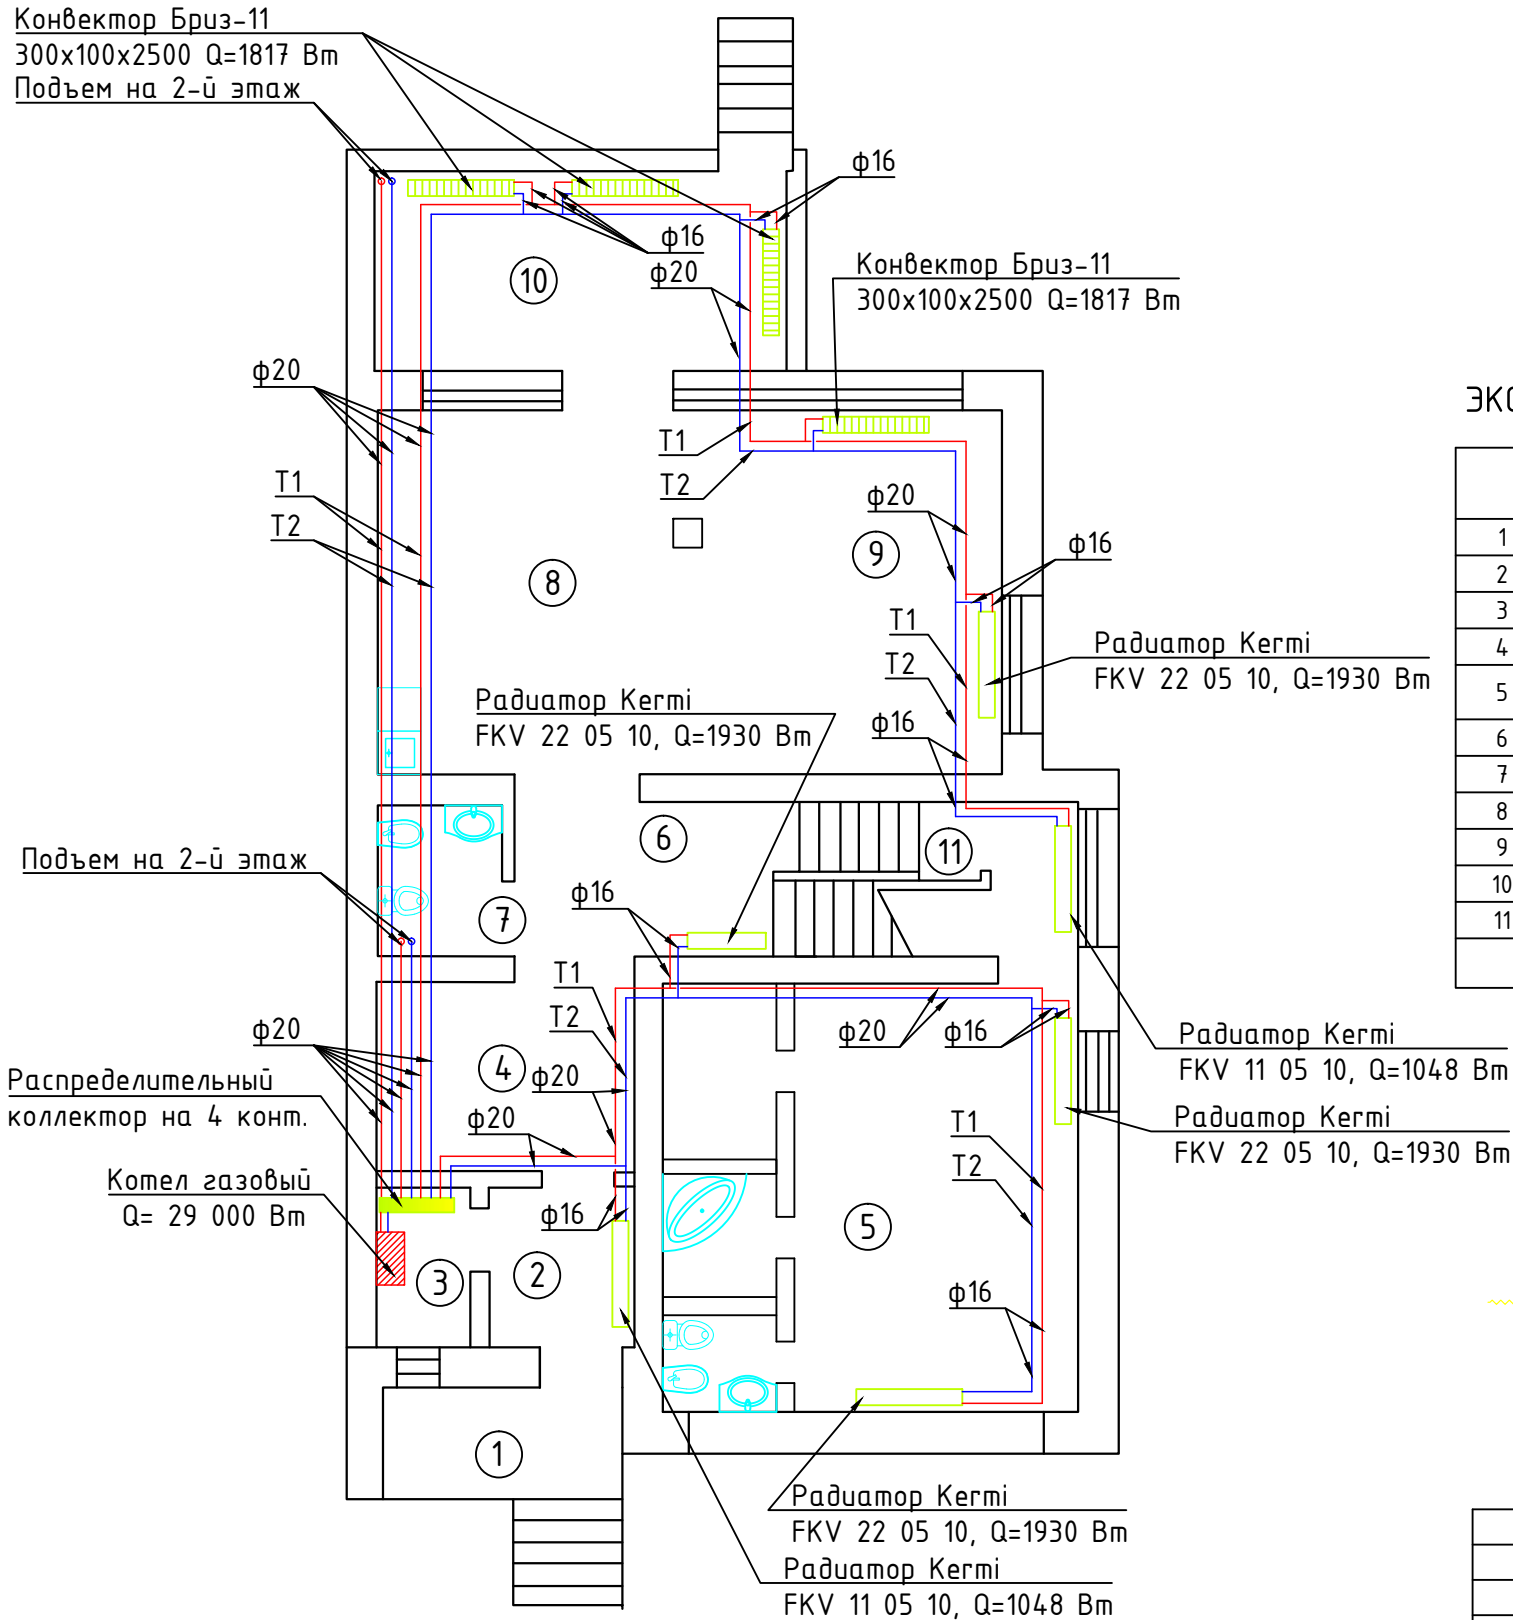 Конвектор Бриз-11
300x100x2500 Q=1817 Вт
Подъем на 2-й этаж
ф16
ф16
ф20
10
Конвектор Бриз-11
300x100x2500 Q=1817 Вт
ф20
T1
T2
T1
T2
ф20
ф16
8
9
T1
T2
Радиатор Kermi
FKV 22 05 10, Q=1930 Вт
Радиатор Kermi
FKV 22 05 10, Q=1930 Вт
ф16
6
11
Подъем на 2-й этаж
7
ф16
T1
T2
ф20
ф16
ф20
4
ф20
ф20
Распределительный
коллектор на 4 конт.
Котел газовый
Q= 29 000 Вт
ф16
3
2
5
T1
T2
ф16
Радиатор Kermi
FKV 11 05 10, Q=1048 Вт
Радиатор Kermi
FKV 22 05 10, Q=1930 Вт
1
Радиатор Kermi
FKV 22 05 10, Q=1930 Вт
Радиатор Kermi
FKV 11 05 10, Q=1048 Вт
1
2
3
4
5
6
7
8
9
10
11